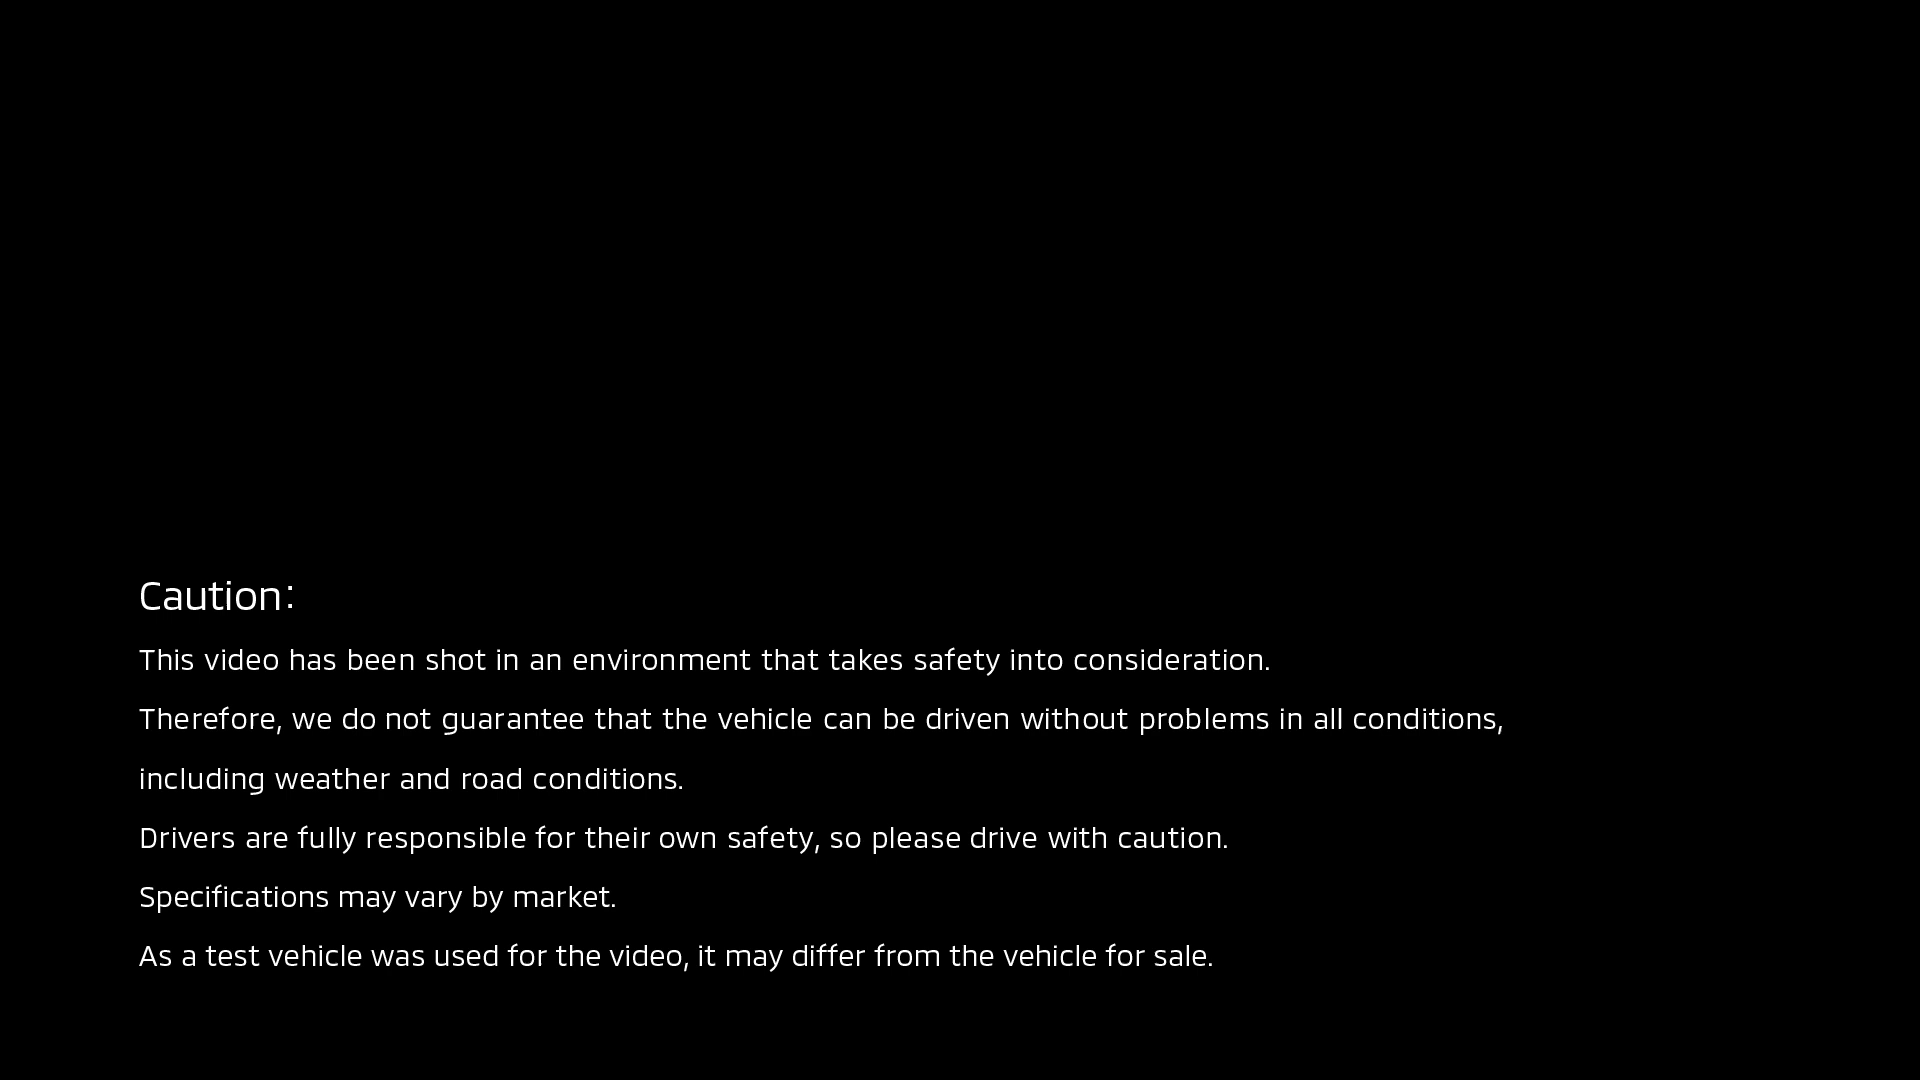 Caution:
This video has been shot in an environment that takes safety into consideration.
Therefore, we do not guarantee that the vehicle can be driven without problems in all conditions,
including weather and road conditions.
Drivers are fully responsible for their own safety, so please drive with caution.
Specifications may vary by market.
As a test vehicle was used for the video, it may differ from the vehicle for sale.